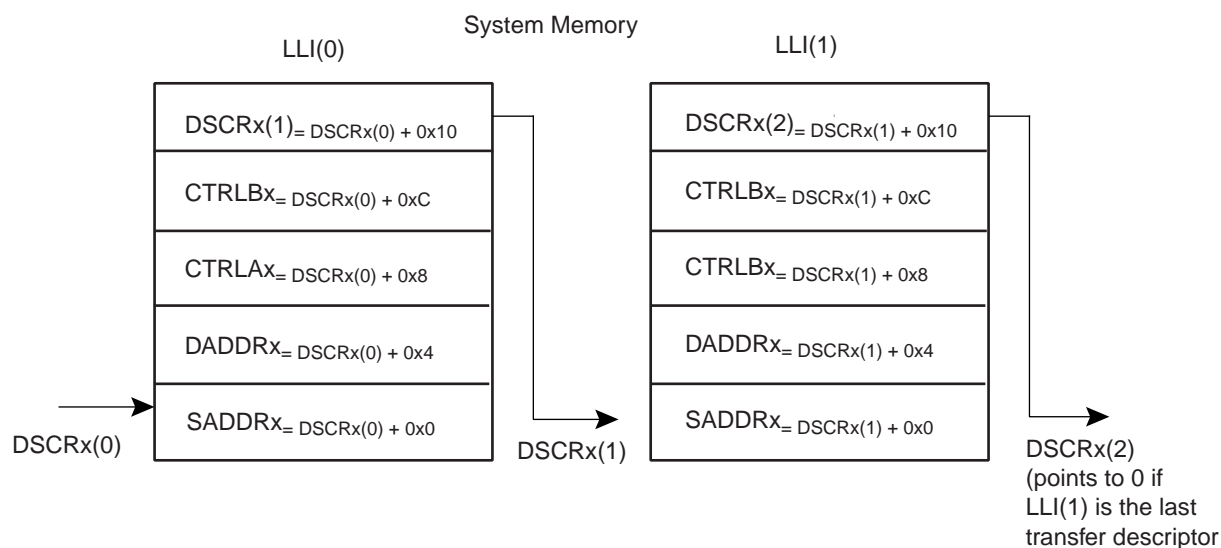 System Memory
LLI(0)
LLI(1)
DSCRx(1)= DSCRx(0) + 0x10
CTRLBx= DSCRx(0) + 0xC
CTRLAx= DSCRx(0) + 0x8
DADDRx= DSCRx(0) + 0x4
SADDRx= DSCRx(0) + 0x0
DSCRx(0)
DSCRx(1)
DSCRx(2)= DSCRx(1) + 0x10
CTRLBx= DSCRx(1) + 0xC
CTRLBx= DSCRx(1) + 0x8
DADDRx= DSCRx(1) + 0x4
SADDRx= DSCRx(1) + 0x0
DSCRx(2)
(points to 0 if
LLI(1) is the last
transfer descriptor